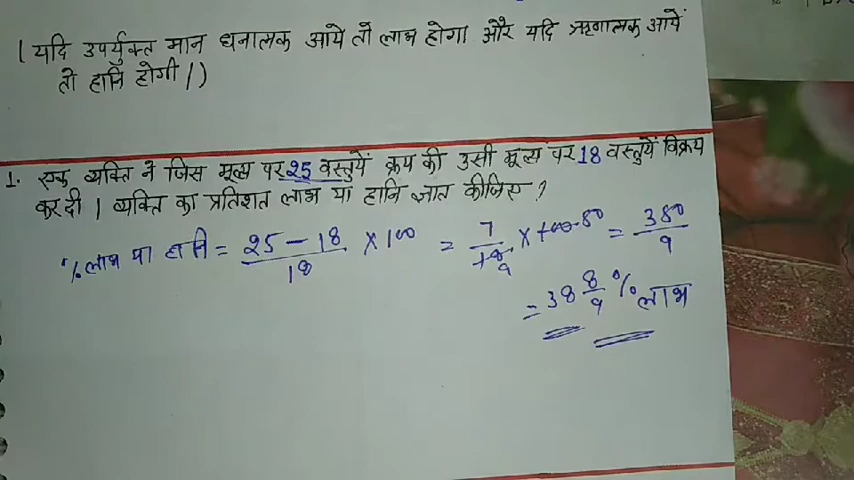 (यदि उपर्युक्त मान धनात्मक आये तो लाभ होगा और यदि ऋणात्मक आये
तो हानि होगी।)
1. एक व्यक्ति ने जिस मूल्य पर 25 वस्तुयें क्रय की उसी मूल्य पर 18 वस्तुयें विक्रय
कर दी। व्यक्ति का प्रतिशत लाभ या हानि ज्ञात कीजिए?
% लाभ या हानि = 25 - 18 / 18 × 100 = 7 / 18 9 × 100 50 = 350 / 9
= 38 8/9 % लाभ